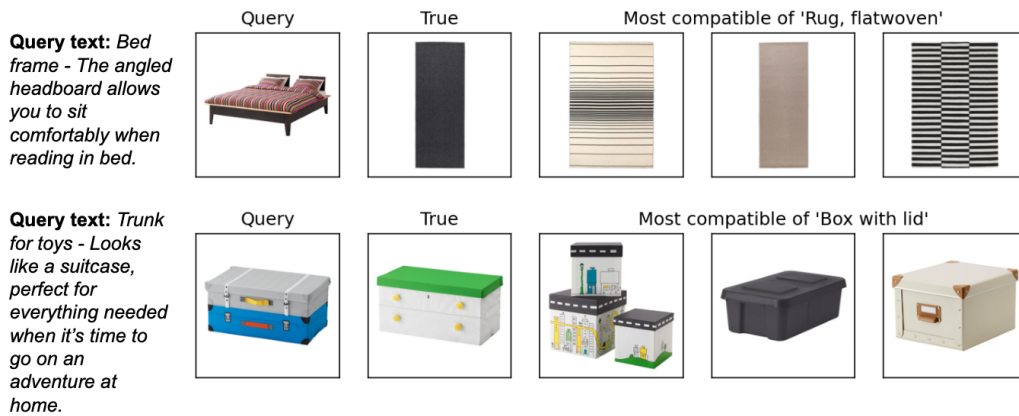 Query True Most compatible of 'Rug, flatwoven'
Query text: Bed
frame - The angled
headboard allows
you to sit
comfortably when
reading in bed.
Query True Most compatible of 'Box with lid'
Query text: Trunk
for toys - Looks
like a suitcase,
perfect for
everything needed
when it’s time to
go on an
adventure at
home.